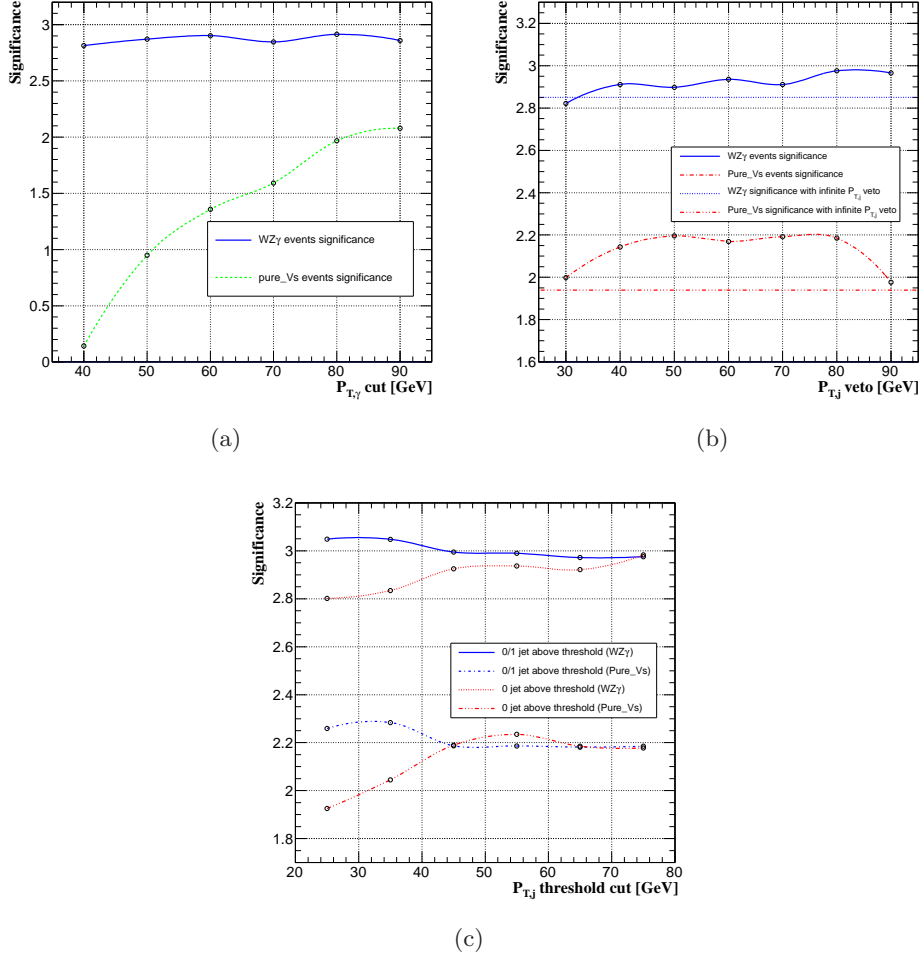 Significance
3
2.5
2
1.5
1
0.5
0
WZγ events significance
pure_Vs events significance
40 50 60 70 80 90
P_T,γ cut [GeV]
(a)
Significance
3.2
3
2.8
2.6
2.4
2.2
2
1.8
1.6
WZγ events significance
Pure_Vs events significance
WZγ significance with infinite P_T,j veto
Pure_Vs significance with infinite P_T,j veto
30 40 50 60 70 80 90
P_T,j veto [GeV]
(b)
Significance
3.2
3
2.8
2.6
2.4
2.2
2
1.8
0/1 jet above threshold (WZγ)
0/1 jet above threshold (Pure_Vs)
0 jet above threshold (WZγ)
0 jet above threshold (Pure_Vs)
20 30 40 50 60 70 80
P_T,j threshold cut [GeV]
(c)